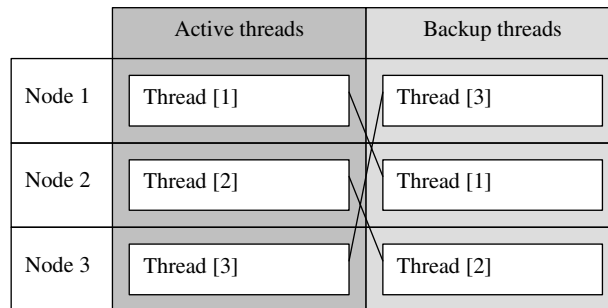 Active threads Backup threads
Node 1 Thread [1] Thread [3]
Node 2 Thread [2] Thread [1]
Node 3 Thread [3] Thread [2]